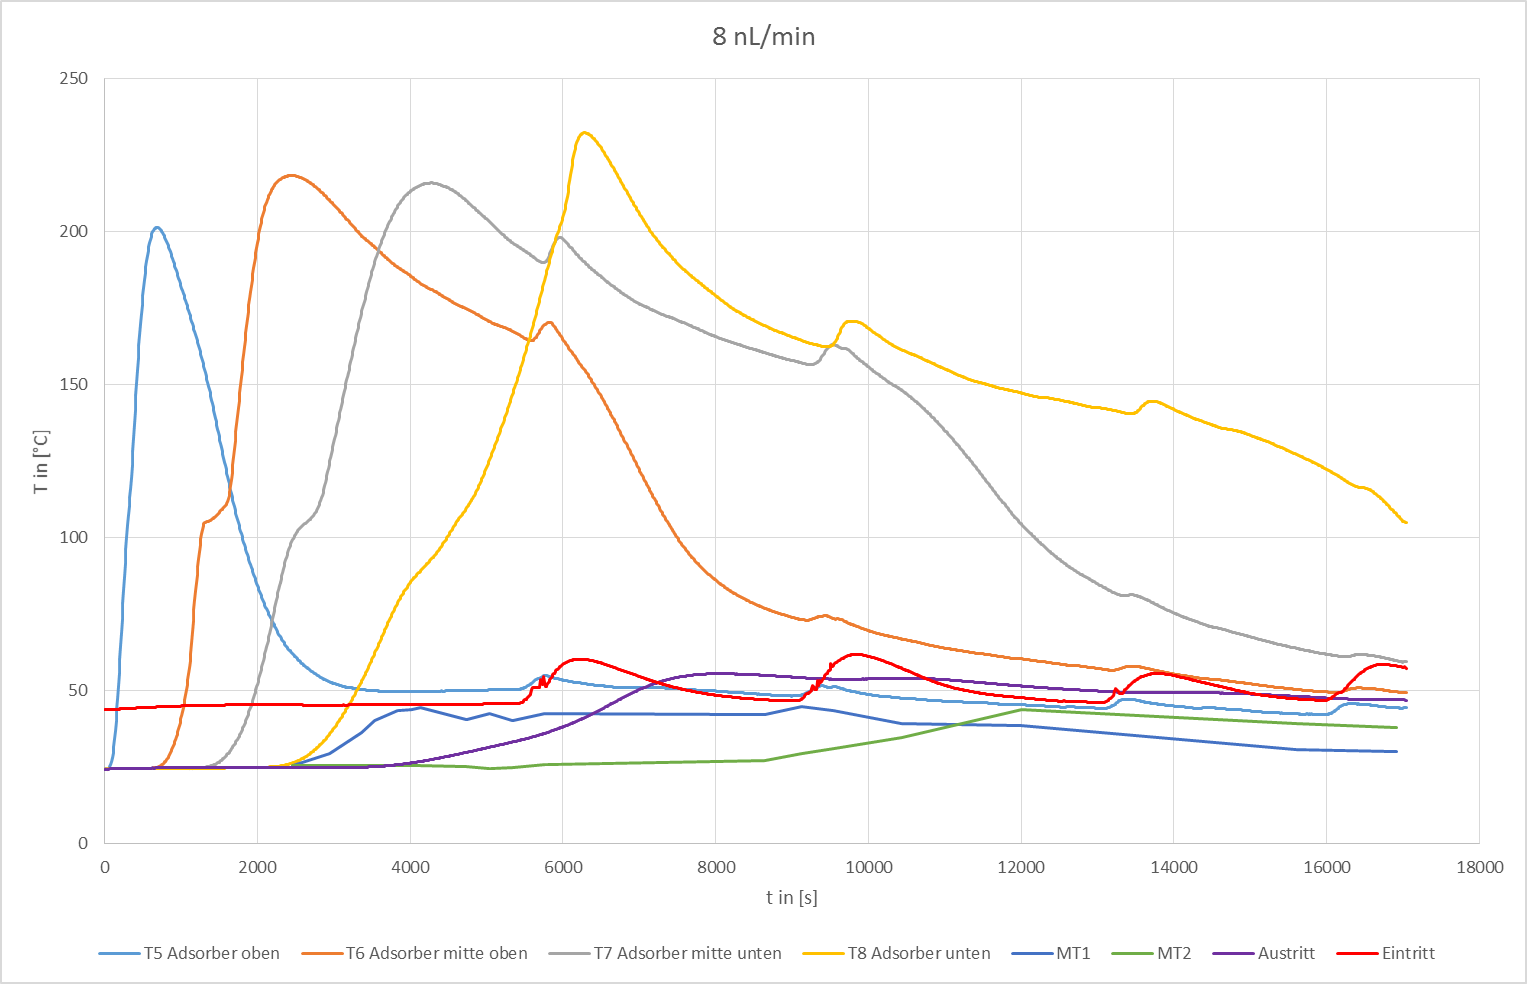 8 nL/min
250
200
150
100
50
0
T in [°C]
0 2000 4000 6000 8000 10000 12000 14000 16000 18000
t in [s]
T5 Adsorber oben T6 Adsorber mitte oben T7 Adsorber mitte unten T8 Adsorber unten MT1 MT2 Austritt Eintritt